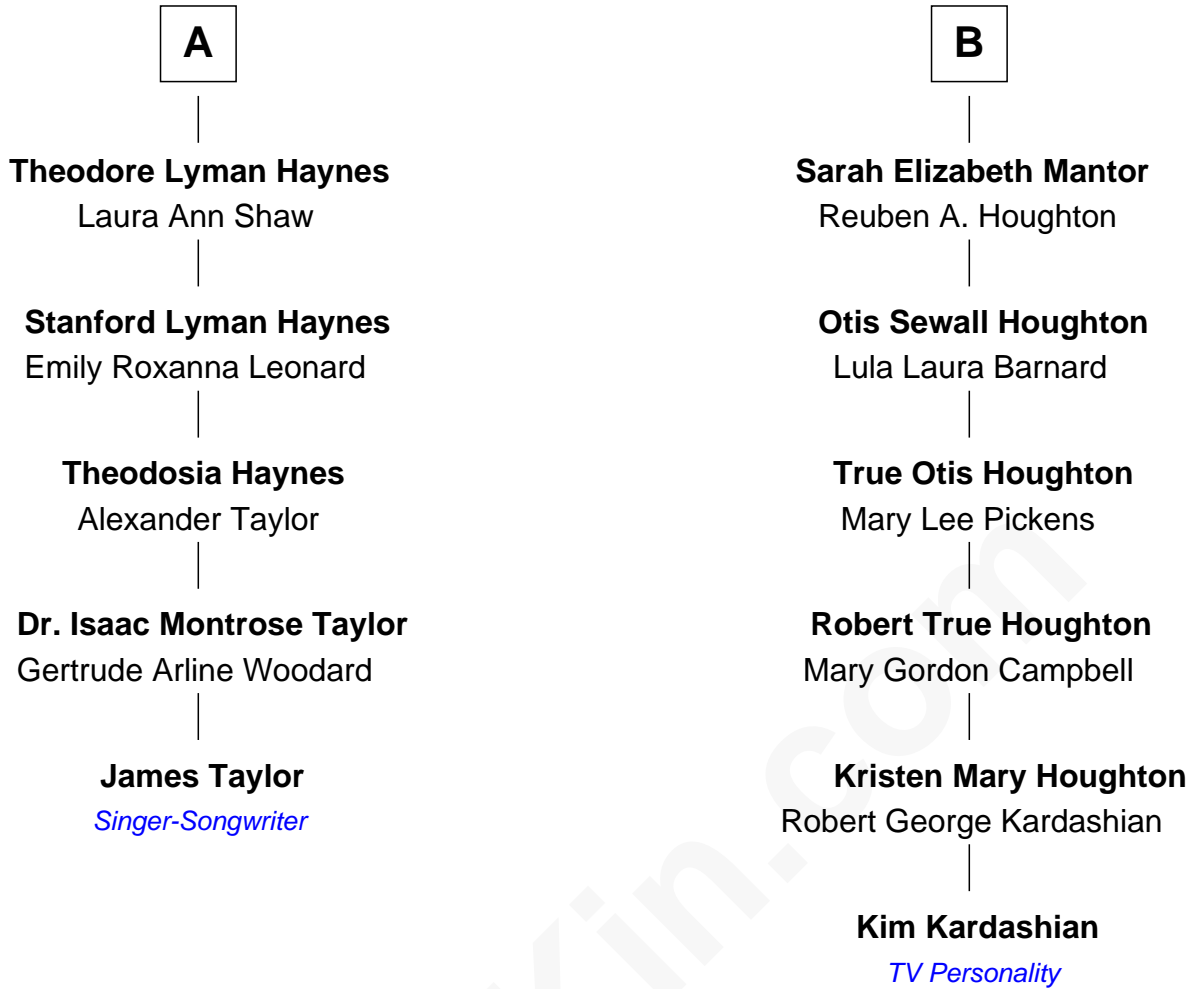 A
Theodore Lyman Haynes
Laura Ann Shaw
Stanford Lyman Haynes
Emily Roxanna Leonard
Theodosia Haynes
Alexander Taylor
Dr. Isaac Montrose Taylor
Gertrude Arline Woodard
James Taylor
Singer-Songwriter
B
Sarah Elizabeth Mantor
Reuben A. Houghton
Otis Sewall Houghton
Lula Laura Barnard
True Otis Houghton
Mary Lee Pickens
Robert True Houghton
Mary Gordon Campbell
Kristen Mary Houghton
Robert George Kardashian
Kim Kardashian
TV Personality